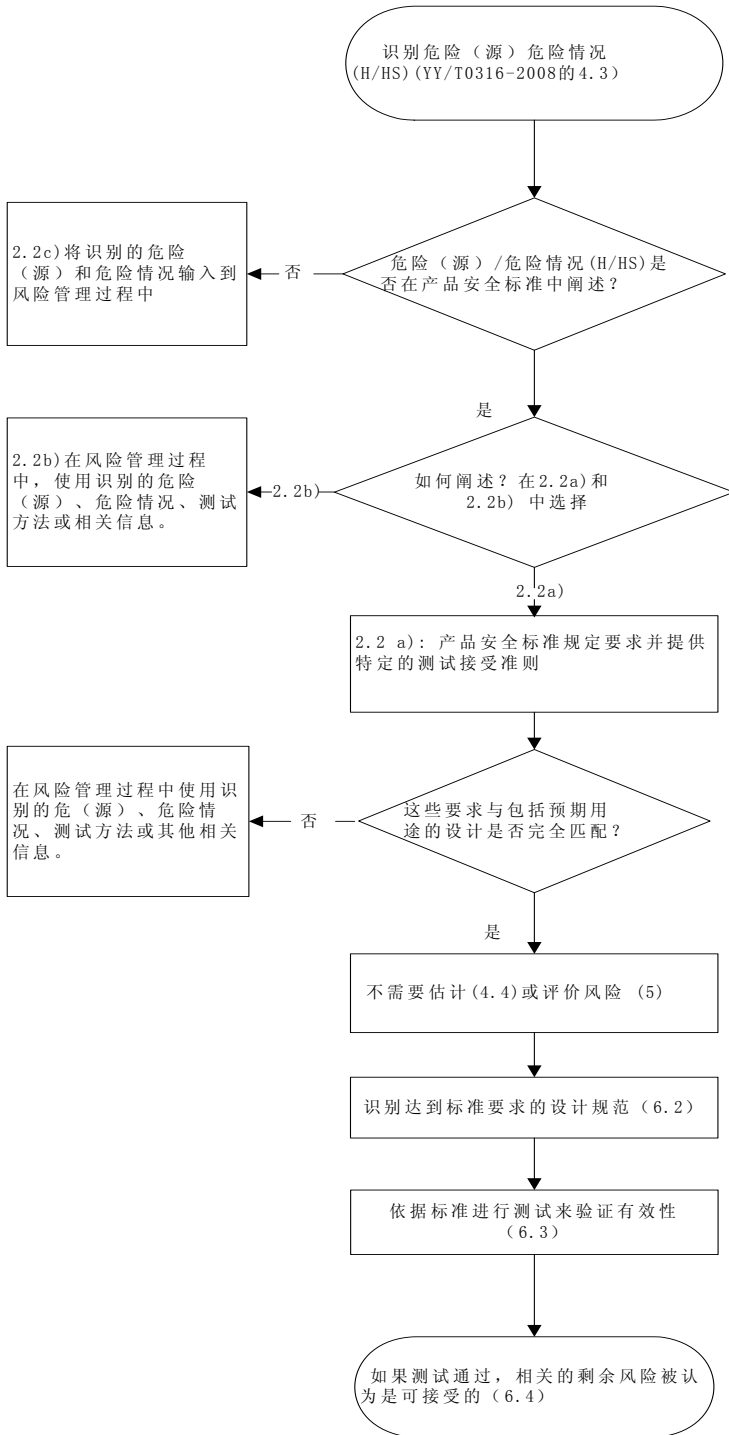 识别危险（源）危险情况
(H/HS)(YY/T0316-2008的4.3）
危险（源）/危险情况(H/HS)是
否在产品安全标准中阐述？
否
2.2c)将识别的危险
（源）和危险情况输入到
风险管理过程中
是
如何阐述？在2.2a)和
2.2b) 中选择
2.2b)
2.2b)在风险管理过程
中，使用识别的危险
（源）、危险情况、测试
方法或相关信息。
2.2a)
2.2 a): 产品安全标准规定要求并提供
特定的测试接受准则
这些要求与包括预期用
途的设计是否完全匹配？
否
在风险管理过程中使用识
别的危（源）、危险情
况、测试方法或其他相关
信息。
是
不需要估计(4.4)或评价风险 (5)
识别达到标准要求的设计规范（6.2）
依据标准进行测试来验证有效性
（6.3）
如果测试通过，相关的剩余风险被认
为是可接受的（6.4）